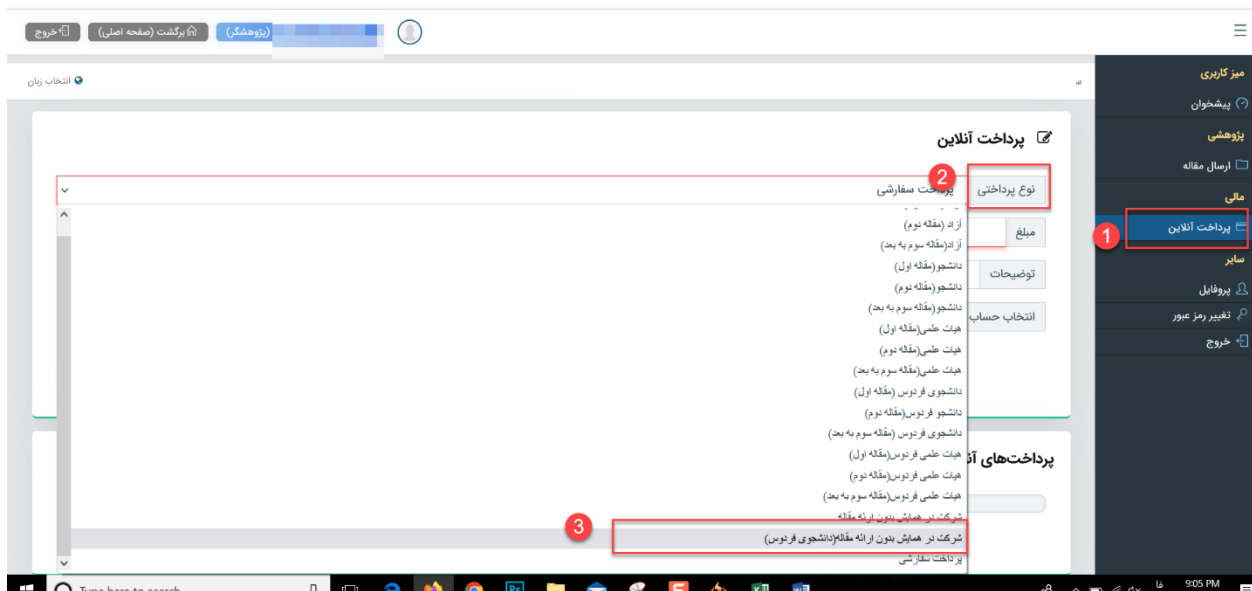 (پژوهشگر)
برگشت (صفحه اصلی)
خروج
میز کاربری
پیشخوان
پژوهشی
ارسال مقاله
مالی
پرداخت آنلاین
1
سایر
پروفایل
تغییر رمز عبور
خروج
انتخاب زبان
پرداخت آنلاین
2
نوع پرداختی
پرداخت سفارشی
مبلغ
توضیحات
انتخاب حساب
آزاد (مقاله دوم)
آزاد(مقاله سوم به بعد)
دانشجو(مقاله اول)
دانشجو(مقاله دوم)
دانشجو(مقاله سوم به بعد)
هیات علمی(مقاله اول)
هیات علمی(مقاله دوم)
هیات علمی(مقاله سوم به بعد)
دانشجوی فردوس (مقاله اول)
دانشجو فردوس(مقاله دوم)
دانشجوی فردوس (مقاله سوم به بعد)
هیات علمی فردوس(مقاله اول)
هیات علمی فردوس(مقاله دوم)
هیات علمی فردوس(مقاله سوم به بعد)
شرکت در همایش بدون ارائه مقاله
3
شرکت در همایش بدون ارائه مقاله(دانشجوی فردوس)
پرداخت سفارشی
پرداخت‌های
Type here to search
فا
9:05 PM